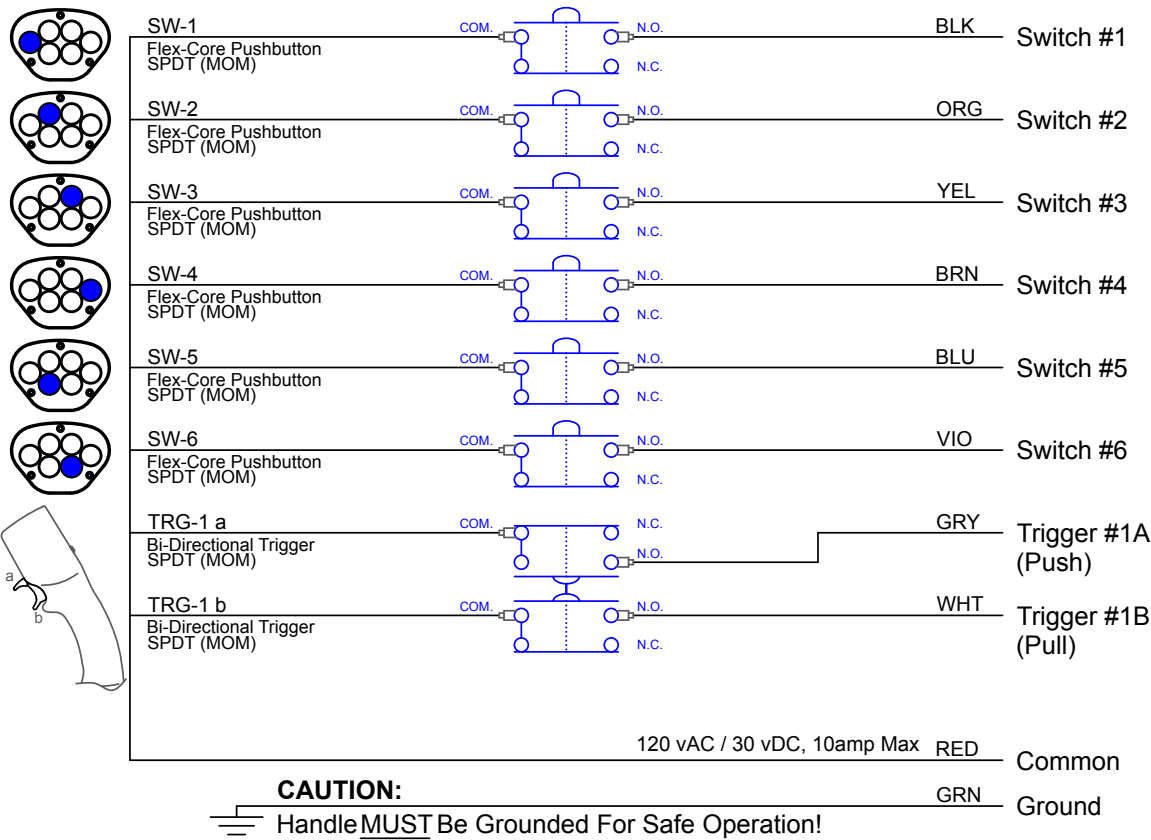 SW-1 COM. N.O. BLK Switch #1
Flex-Core Pushbutton
SPDT (MOM) N.C.
SW-2 COM. N.O. ORG Switch #2
Flex-Core Pushbutton
SPDT (MOM) N.C.
SW-3 COM. N.O. YEL Switch #3
Flex-Core Pushbutton
SPDT (MOM) N.C.
SW-4 COM. N.O. BRN Switch #4
Flex-Core Pushbutton
SPDT (MOM) N.C.
SW-5 COM. N.O. BLU Switch #5
Flex-Core Pushbutton
SPDT (MOM) N.C.
SW-6 COM. N.O. VIO Switch #6
Flex-Core Pushbutton
SPDT (MOM) N.C.
TRG-1 a COM. N.C. GRY Trigger #1A
Bi-Directional Trigger
SPDT (MOM) N.O. (Push)
a
TRG-1 b COM. N.O. WHT Trigger #1B
b
Bi-Directional Trigger
SPDT (MOM) N.C. (Pull)
120 vAC / 30 vDC, 10amp Max RED Common
CAUTION: GRN Ground
Handle MUST Be Grounded For Safe Operation!